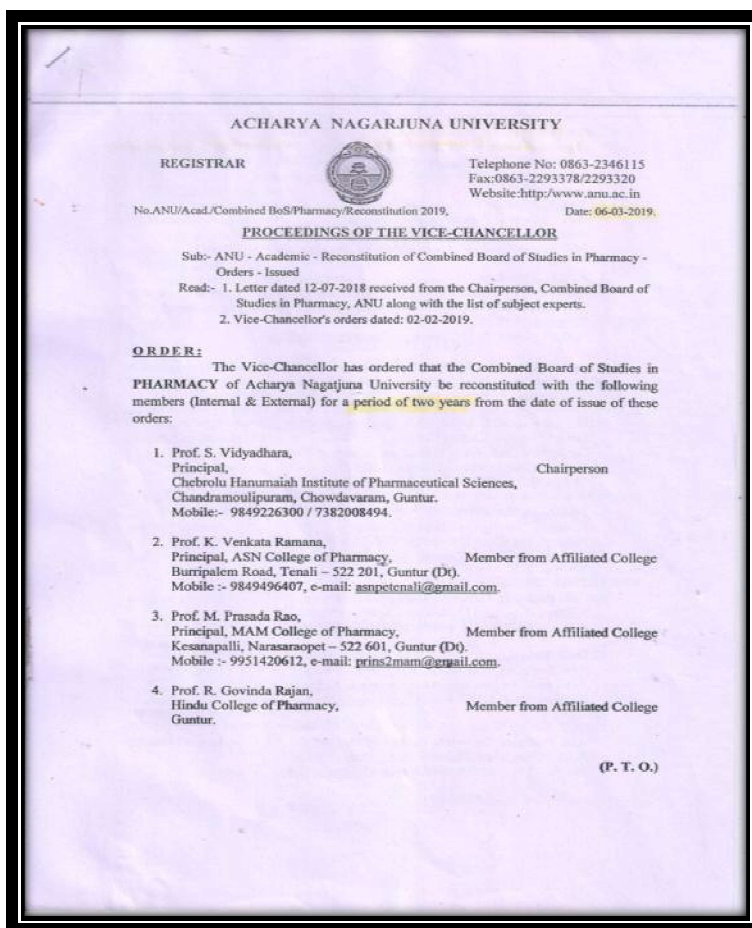 ACHARYA NAGARJUNA UNIVERSITY
REGISTRAR
Telephone No: 0863-2346115
Fax:0863-2293378/2293320
Website:http:/www.anu.ac.in
No.ANU/Acad./Combined BoS/Pharmacy/Reconstitution 2019, Date: 06-03-2019.
PROCEEDINGS OF THE VICE-CHANCELLOR
Sub:- ANU - Academic - Reconstitution of Combined Board of Studies in Pharmacy -
Orders - Issued
Read:- 1. Letter dated 12-07-2018 received from the Chairperson, Combined Board of
Studies in Pharmacy, ANU along with the list of subject experts.
2. Vice-Chancellor's orders dated: 02-02-2019.
ORDER:
The Vice-Chancellor has ordered that the Combined Board of Studies in
PHARMACY of Acharya Nagatjuna University be reconstituted with the following
members (Internal & External) for a period of two years from the date of issue of these
orders:
1. Prof. S. Vidyadhara,
Principal, Chairperson
Chebrolu Hanumaiah Institute of Pharmaceutical Sciences,
Chandramoulipuram, Chowdavaram, Guntur.
Mobile:- 9849226300 / 7382008494.
2. Prof. K. Venkata Ramana,
Principal, ASN College of Pharmacy, Member from Affiliated College
Burripalem Road, Tenali – 522 201, Guntur (Dt).
Mobile :- 9849496407, e-mail: asnpctenali@gmail.com.
3. Prof. M. Prasada Rao,
Principal, MAM College of Pharmacy, Member from Affiliated College
Kesanapalli, Narasaraopet – 522 601, Guntur (Dt).
Mobile :- 9951420612, e-mail: prins2mam@gmail.com.
4. Prof. R. Govinda Rajan,
Hindu College of Pharmacy, Member from Affiliated College
Guntur.
(P. T. O.)